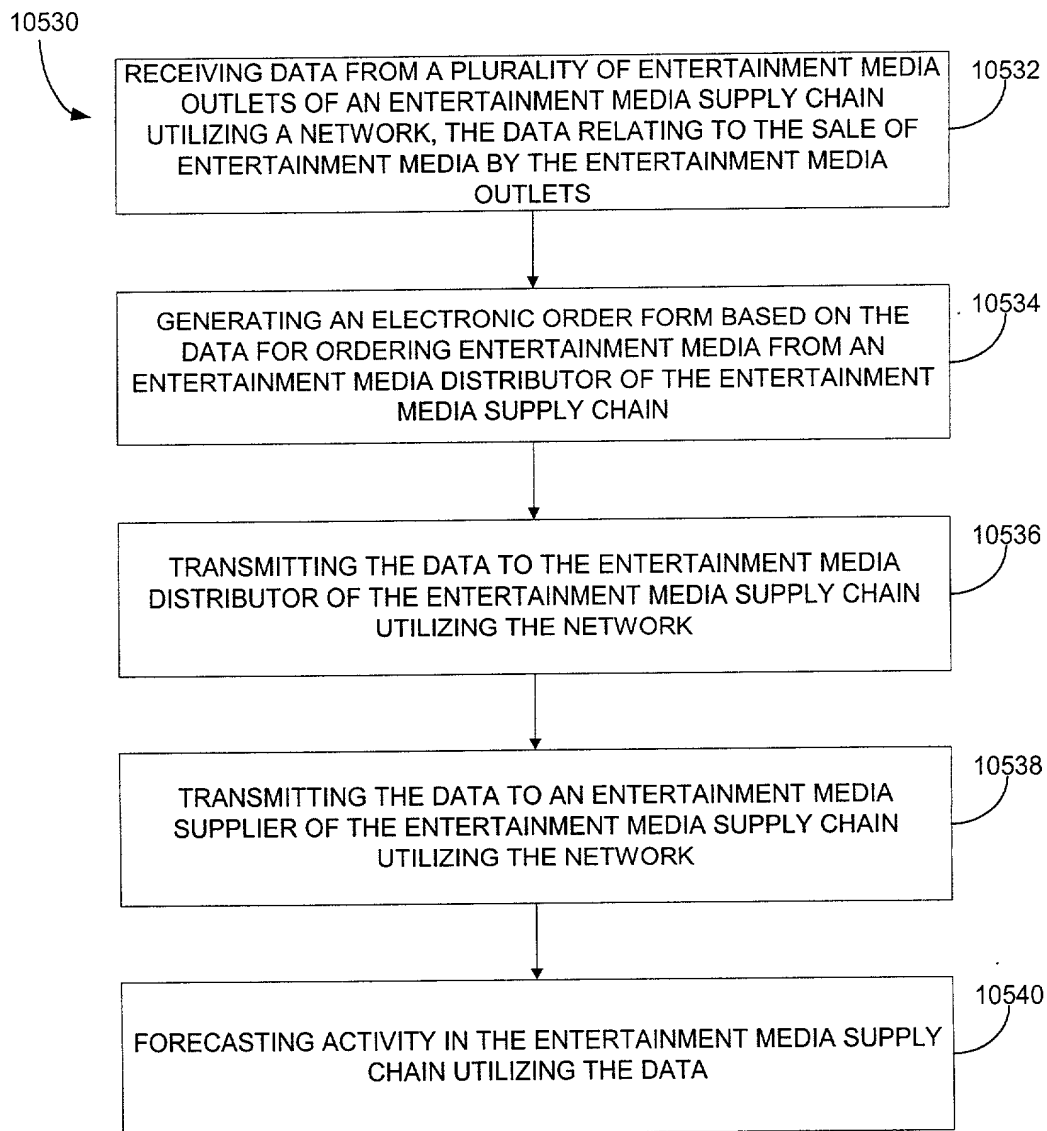 10530
RECEIVING DATA FROM A PLURALITY OF ENTERTAINMENT MEDIA
OUTLETS OF AN ENTERTAINMENT MEDIA SUPPLY CHAIN
UTILIZING A NETWORK, THE DATA RELATING TO THE SALE OF
ENTERTAINMENT MEDIA BY THE ENTERTAINMENT MEDIA
OUTLETS
10532
GENERATING AN ELECTRONIC ORDER FORM BASED ON THE
DATA FOR ORDERING ENTERTAINMENT MEDIA FROM AN
ENTERTAINMENT MEDIA DISTRIBUTOR OF THE ENTERTAINMENT
MEDIA SUPPLY CHAIN
10534
TRANSMITTING THE DATA TO THE ENTERTAINMENT MEDIA
DISTRIBUTOR OF THE ENTERTAINMENT MEDIA SUPPLY CHAIN
UTILIZING THE NETWORK
10536
TRANSMITTING THE DATA TO AN ENTERTAINMENT MEDIA
SUPPLIER OF THE ENTERTAINMENT MEDIA SUPPLY CHAIN
UTILIZING THE NETWORK
10538
FORECASTING ACTIVITY IN THE ENTERTAINMENT MEDIA SUPPLY
CHAIN UTILIZING THE DATA
10540